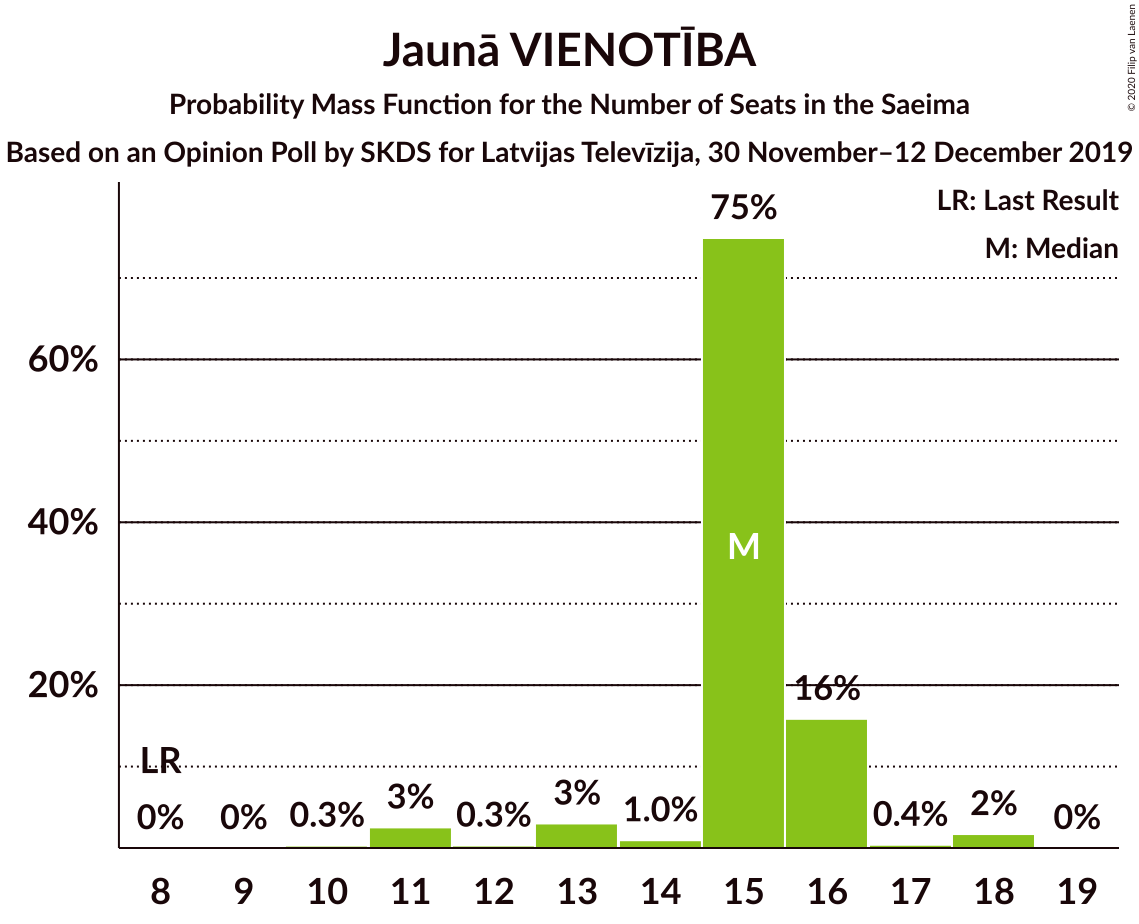 Jaunā VIENOTĪBA
Probability Mass Function for the Number of Seats in the Saeima
Based on an Opinion Poll by SKDS for Latvijas Televīzija, 30 November–12 December 2019
© 2020 Filip van Laenen
LR: Last Result
M: Median
75%
60%
40%
M
20%
16%
LR
0% 0% 0.3% 3% 0.3% 3% 1.0% 0.4% 2% 0%
8 9 10 11 12 13 14 15 16 17 18 19